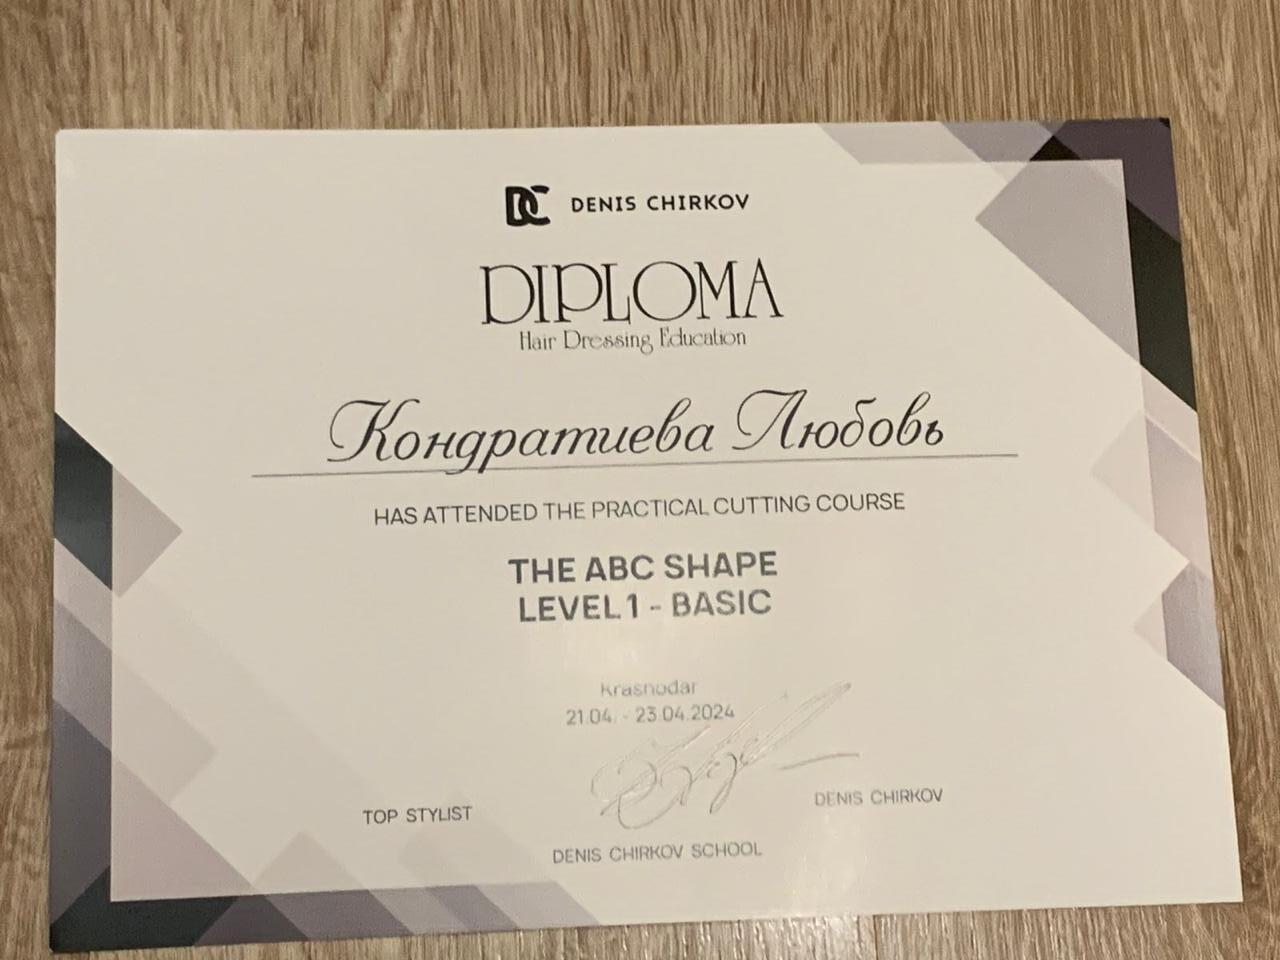 DC DENIS CHIRKOV
DIPLOMA
Hair Dressing Education
Кондратиева Любовь
HAS ATTENDED THE PRACTICAL CUTTING COURSE
THE ABC SHAPE
LEVEL 1 - BASIC
Krasnodar
21.04. - 23.04.2024
TOP STYLIST
DENIS CHIRKOV
DENIS CHIRKOV SCHOOL